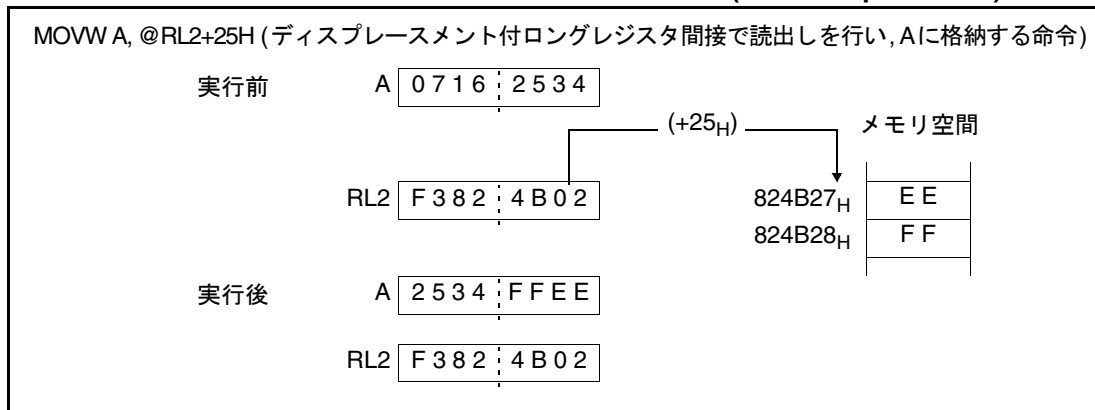 MOVW A, @RL2+25H (ディスプレースメント付ロングレジスタ間接で読出しを行い, Aに格納する命令)
実行前 A 0716 2534
(+25H) メモリ空間
RL2 F382 4B02 824B27H EE
824B28H FF
実行後 A 2534 FFEE
RL2 F382 4B02